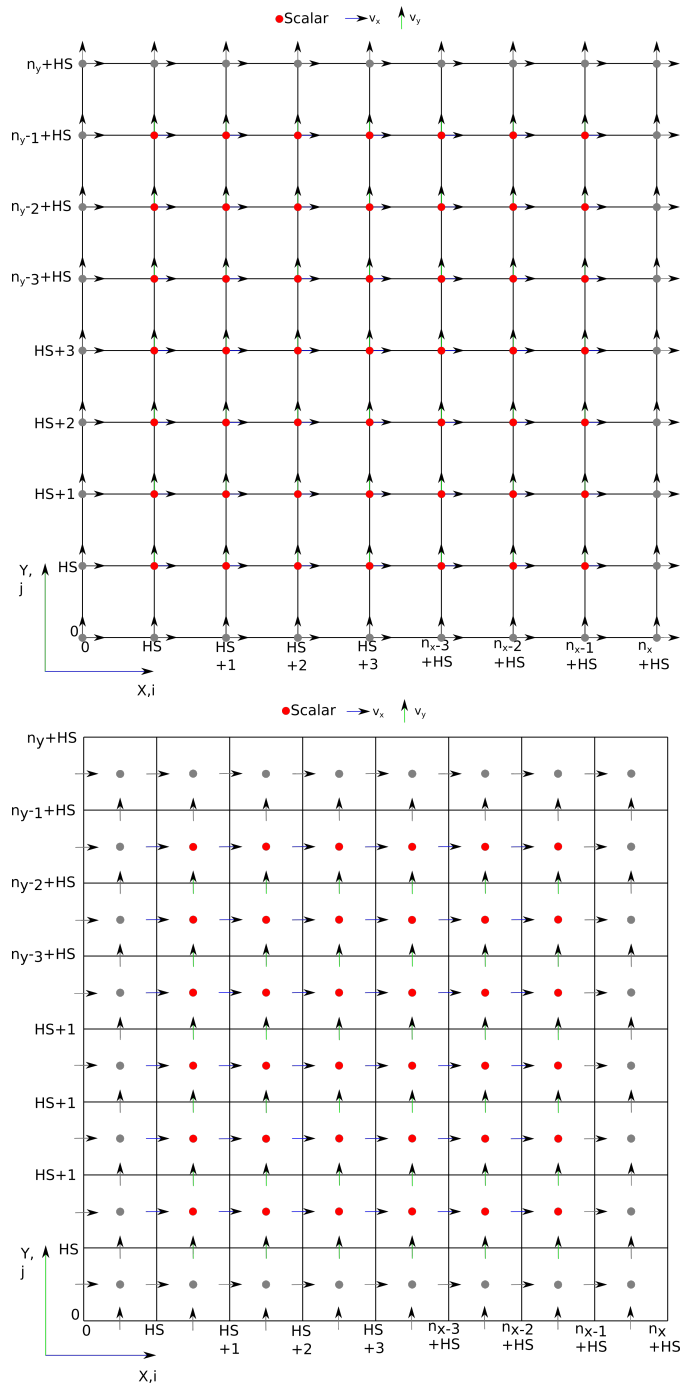 Scalar vx vy
ny+HS
ny-1+HS
ny-2+HS
ny-3+HS
HS+3
HS+2
HS+1
Y, HS
j
0
0 HS HS HS HS nx-3 nx-2 nx-1 nx
+1 +2 +3 +HS +HS +HS +HS
X,i
Scalar vx vy
ny+HS
ny-1+HS
ny-2+HS
ny-3+HS
HS+1
HS+1
HS+1
Y, HS
j
0
0 HS HS HS HS nx-3 nx-2 nx-1 nx
+1 +2 +3 +HS +HS +HS +HS
X,i